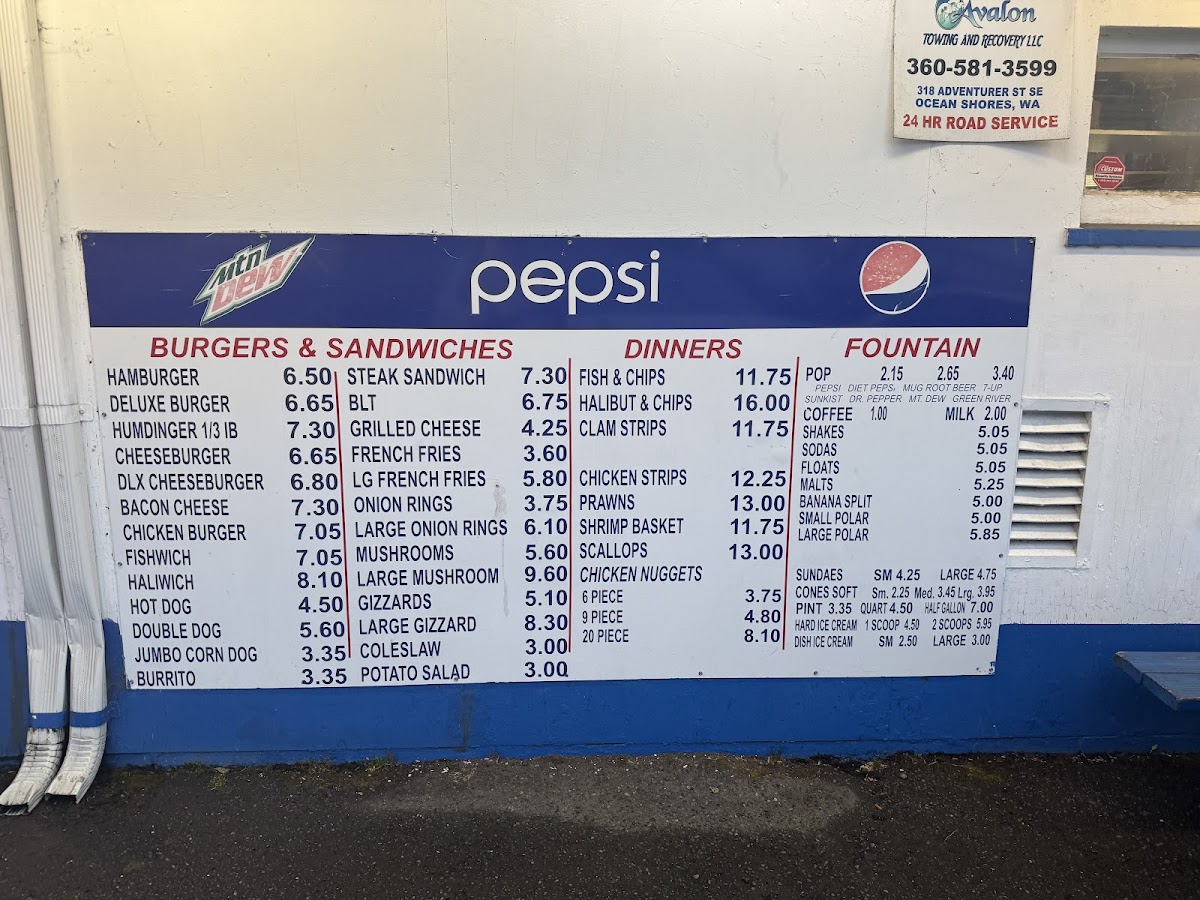 Avalon
TOWING AND RECOVERY LLC
360-581-3599
318 ADVENTURER ST SE
OCEAN SHORES, WA
24 HR ROAD SERVICE
CUSTOM
Mtn DEW
pepsi
BURGERS & SANDWICHES
HAMBURGER 6.50
DELUXE BURGER 6.65
HUMDINGER 1/3 lB 7.30
CHEESEBURGER 6.65
DLX CHEESEBURGER 6.80
BACON CHEESE 7.30
CHICKEN BURGER 7.05
FISHWICH 7.05
HALIWICH 8.10
HOT DOG 4.50
DOUBLE DOG 5.60
JUMBO CORN DOG 3.35
BURRITO 3.35
STEAK SANDWICH 7.30
BLT 6.75
GRILLED CHEESE 4.25
FRENCH FRIES 3.60
LG FRENCH FRIES 5.80
ONION RINGS 3.75
LARGE ONION RINGS 6.10
MUSHROOMS 5.60
LARGE MUSHROOM 9.60
GIZZARDS 5.10
LARGE GIZZARD 8.30
COLESLAW 3.00
POTATO SALAD 3.00
DINNERS
FISH & CHIPS 11.75
HALIBUT & CHIPS 16.00
CLAM STRIPS 11.75
CHICKEN STRIPS 12.25
PRAWNS 13.00
SHRIMP BASKET 11.75
SCALLOPS 13.00
CHICKEN NUGGETS
6 PIECE 3.75
9 PIECE 4.80
20 PIECE 8.10
FOUNTAIN
POP 2.15 2.65 3.40
PEPSI DIET PEPSI MUG ROOT BEER 7-UP
SUNKIST DR. PEPPER MT. DEW GREEN RIVER
COFFEE 1.00 MILK 2.00
SHAKES 5.05
SODAS 5.05
FLOATS 5.05
MALTS 5.25
BANANA SPLIT 5.00
SMALL POLAR 5.00
LARGE POLAR 5.85
SUNDAES SM 4.25 LARGE 4.75
CONES SOFT Sm. 2.25 Med. 3.45 Lrg. 3.95
PINT 3.35 QUART 4.50 HALF GALLON 7.00
HARD ICE CREAM 1 SCOOP 4.50 2 SCOOPS 5.95
DISH ICE CREAM SM 2.50 LARGE 3.00